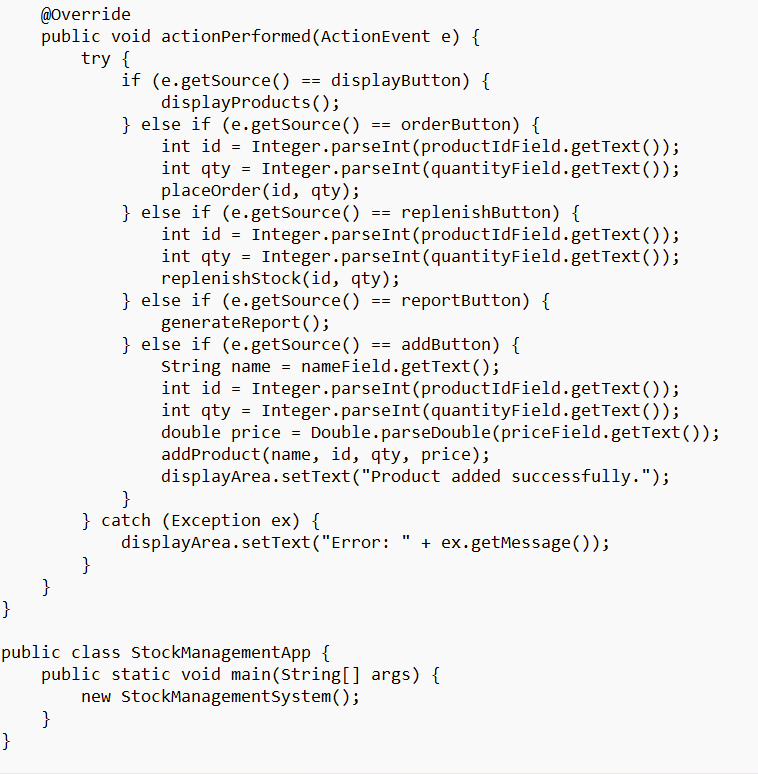 @Override
public void actionPerformed(ActionEvent e) {
try {
if (e.getSource() == displayButton) {
displayProducts();
} else if (e.getSource() == orderButton) {
int id = Integer.parseInt(productIdField.getText());
int qty = Integer.parseInt(quantityField.getText());
placeOrder(id, qty);
} else if (e.getSource() == replenishButton) {
int id = Integer.parseInt(productIdField.getText());
int qty = Integer.parseInt(quantityField.getText());
replenishStock(id, qty);
} else if (e.getSource() == reportButton) {
generateReport();
} else if (e.getSource() == addButton) {
String name = nameField.getText();
int id = Integer.parseInt(productIdField.getText());
int qty = Integer.parseInt(quantityField.getText());
double price = Double.parseDouble(priceField.getText());
addProduct(name, id, qty, price);
displayArea.setText("Product added successfully.");
}
} catch (Exception ex) {
displayArea.setText("Error: " + ex.getMessage());
}
}
}
public class StockManagementApp {
public static void main(String[] args) {
new StockManagementSystem();
}
}